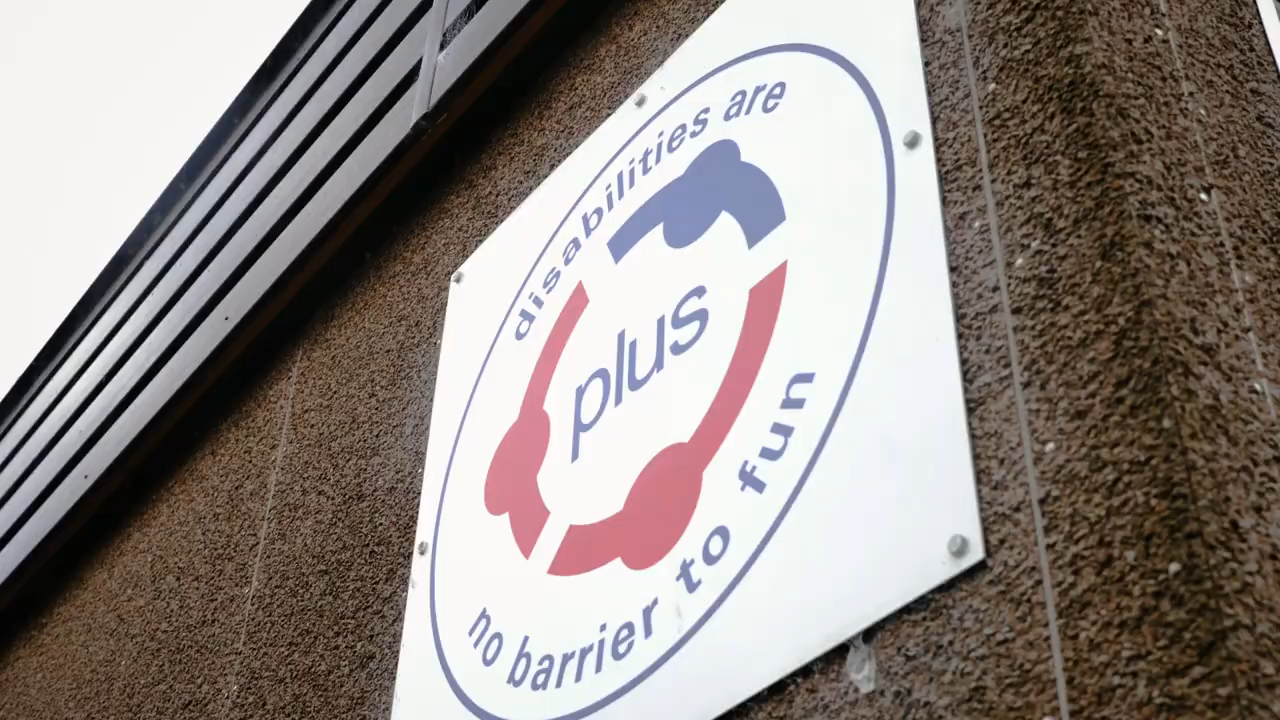 disabilities are
plus
no barrier to fun